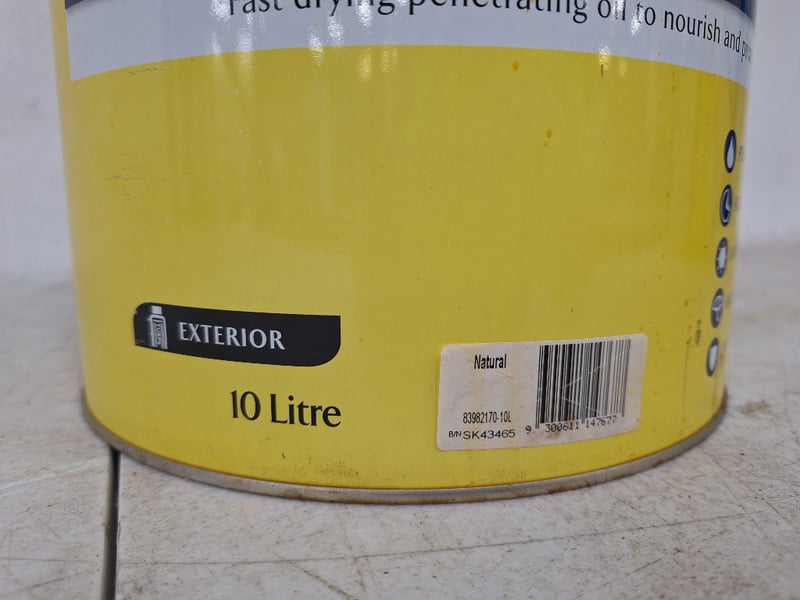 Fast drying penetrating oil to nourish and
EXTERIOR
10 Litre
Natural
83982170-10L
B/N SK43465
9 300611 147677